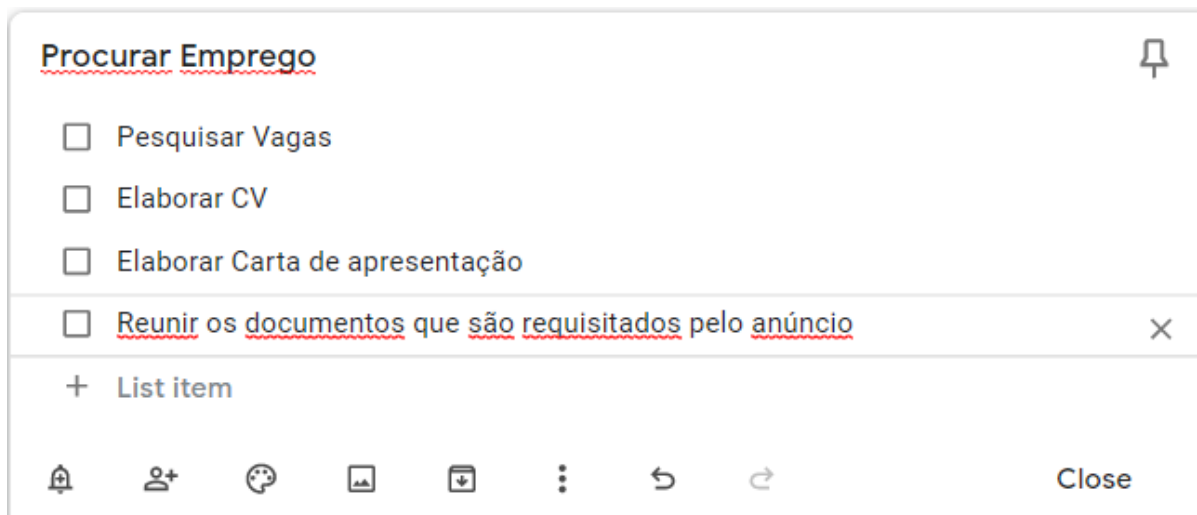 Procurar Emprego
Pesquisar Vagas
Elaborar CV
Elaborar Carta de apresentação
Reunir os documentos que são requisitados pelo anúncio
List item
Close